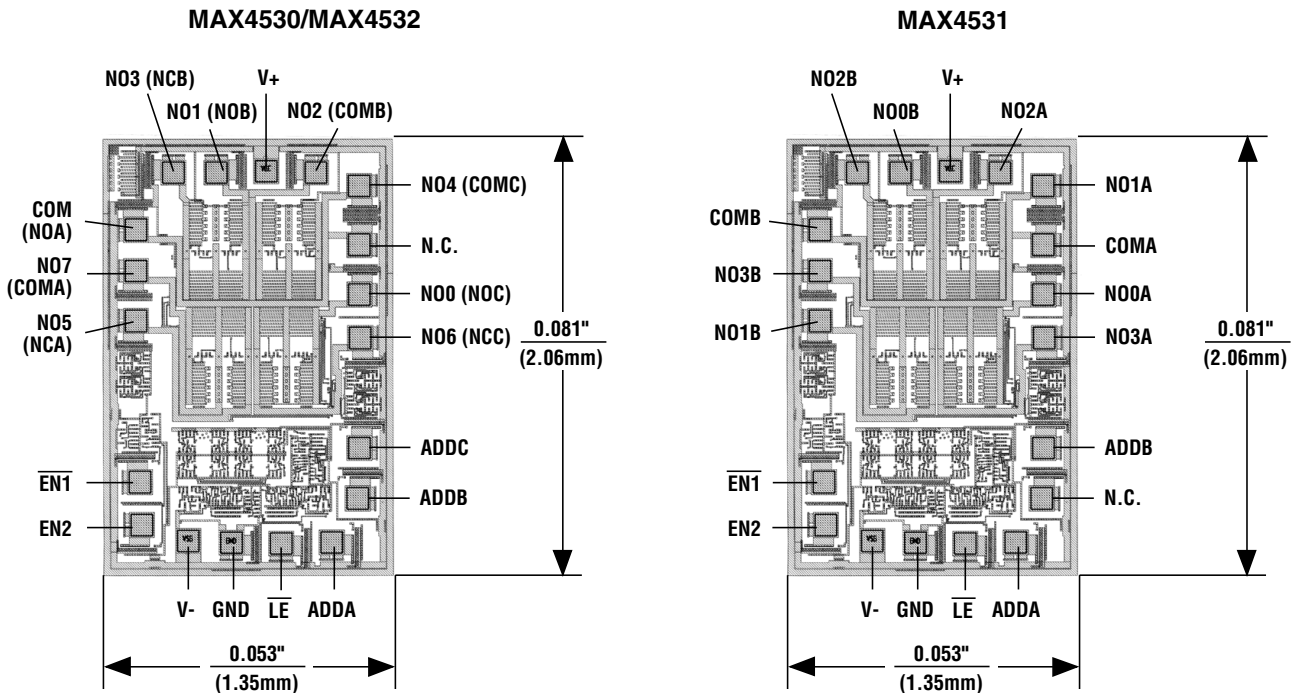 MAX4530/MAX4532
NO3 (NCB)
V+
NO1 (NOB)
NO2 (COMB)
NO4 (COMC)
COM
(NOA)
N.C.
NO7
(COMA)
NO0 (NOC)
NO5
(NCA)
NO6 (NCC)
0.081"
(2.06mm)
ADDC
EN1
ADDB
EN2
V- GND LE ADDA
0.053"
(1.35mm)
MAX4531
NO2B
V+
NO0B
NO2A
NO1A
COMB
COMA
NO3B
NO0A
NO1B
NO3A
0.081"
(2.06mm)
ADDB
EN1
N.C.
EN2
V- GND LE ADDA
0.053"
(1.35mm)